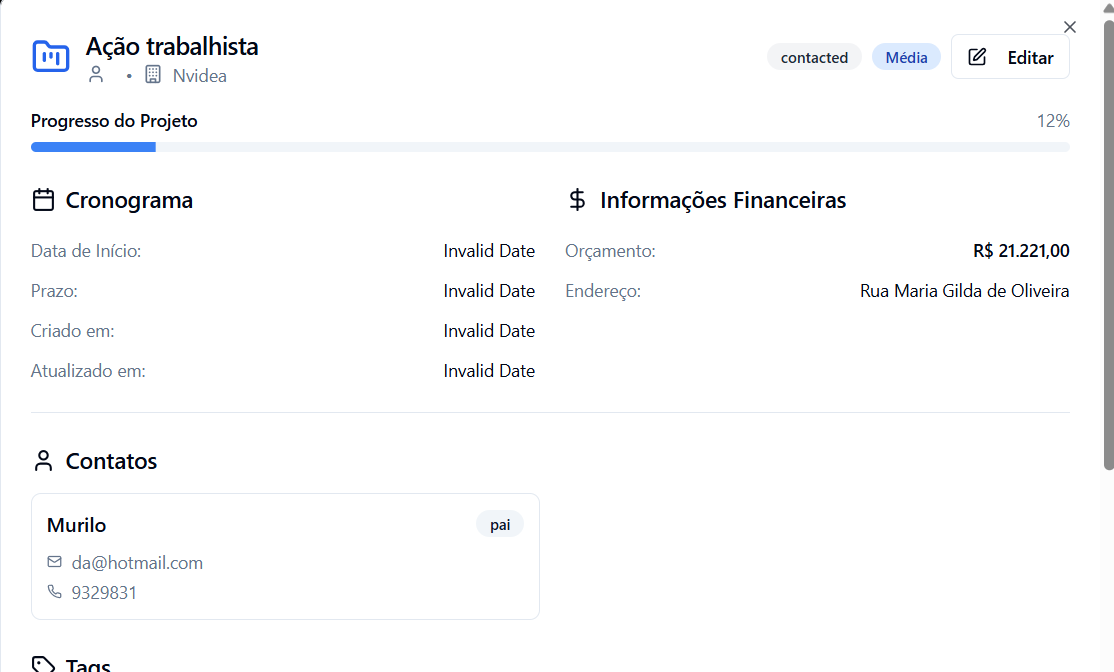 Ação trabalhista
• Nvidea
contacted
Média
Editar
Progresso do Projeto
12%
Cronograma
Data de Início: Invalid Date
Prazo: Invalid Date
Criado em: Invalid Date
Atualizado em: Invalid Date
Informações Financeiras
Orçamento: R$ 21.221,00
Endereço: Rua Maria Gilda de Oliveira
Contatos
Murilo
pai
da@hotmail.com
9329831
Tags